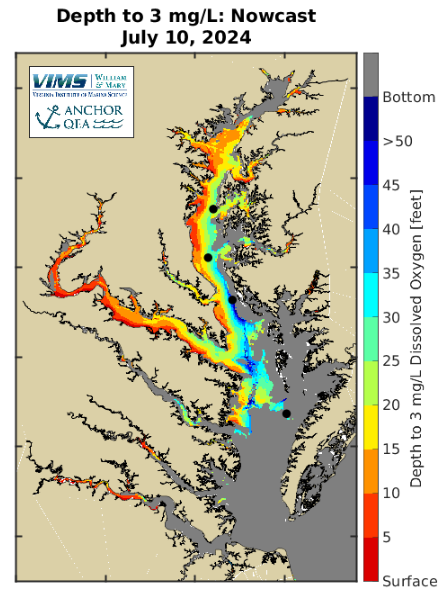 Depth to 3 mg/L: Nowcast
July 10, 2024
VIMS WILLIAM & MARY
VIRGINIA INSTITUTE OF MARINE SCIENCE
ANCHOR
QEA
Bottom
>50
45
40
35
30
25
20
15
10
5
Surface
Depth to 3 mg/L Dissolved Oxygen [feet]